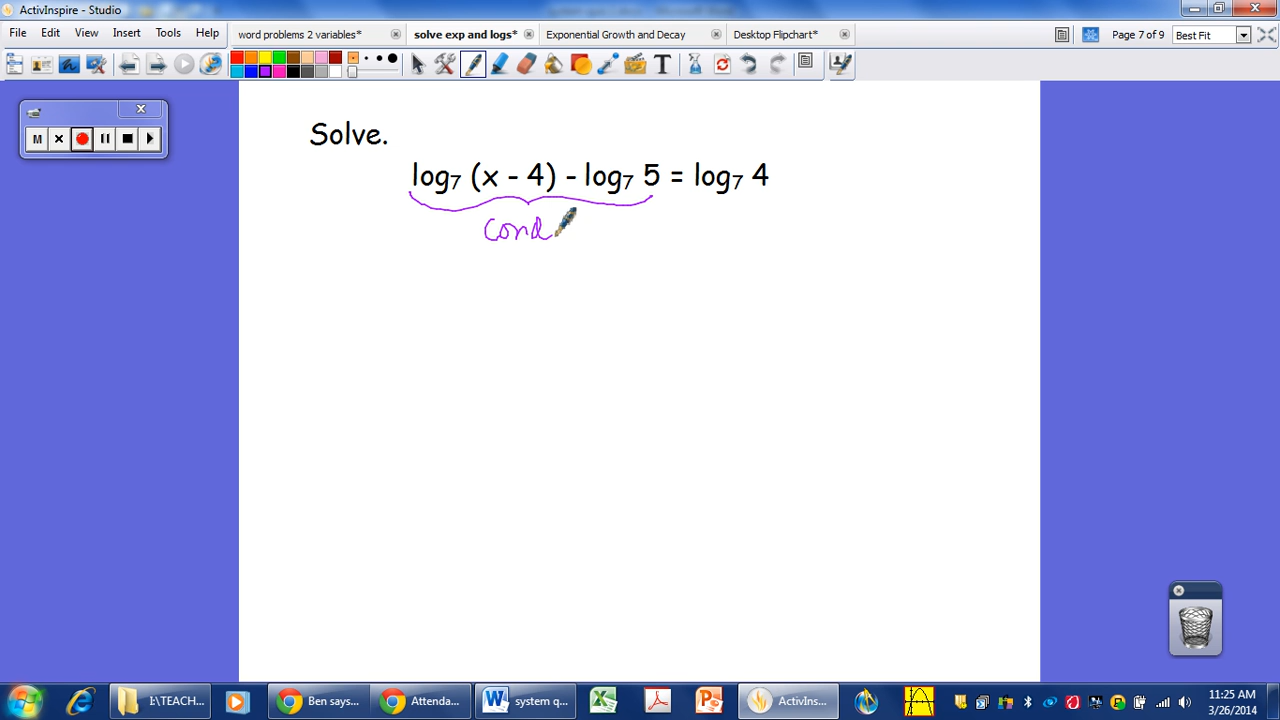 ActivInspire - Studio
File Edit View Insert Tools Help
word problems 2 variables*
solve exp and logs*
Exponential Growth and Decay
Desktop Flipchart*
Page 7 of 9
Best Fit
M
Solve.
log₇ (x - 4) - log₇ 5 = log₇ 4
cond
I:\TEACH...
Ben says...
Attenda...
system q...
ActivIns...
11:25 AM
3/26/2014